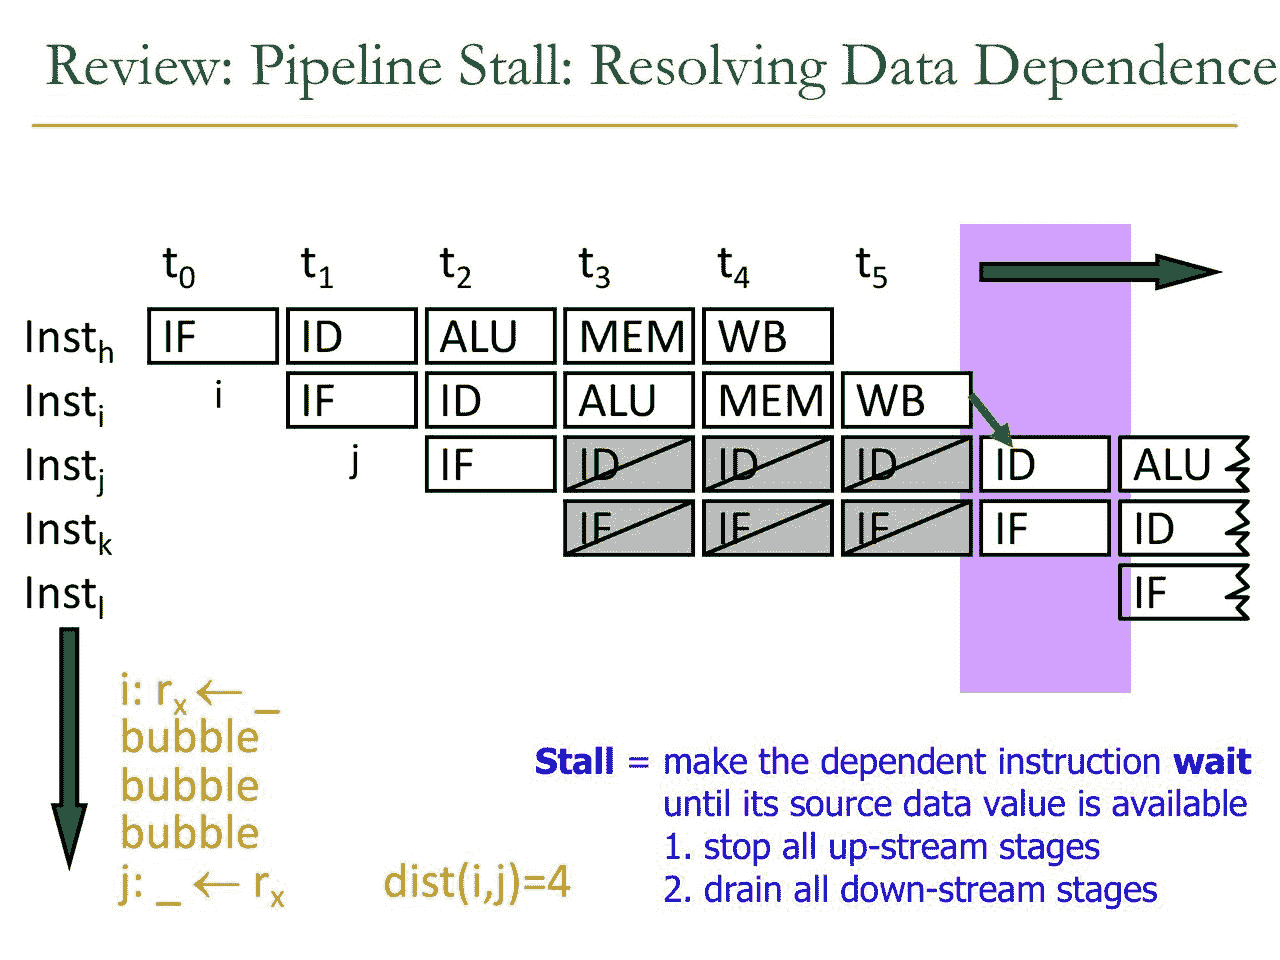 Review: Pipeline Stall: Resolving Data Dependence
t0 t1 t2 t3 t4 t5
Insth IF ID ALU MEM WB
Insti i IF ID ALU MEM WB
Instj j IF ID ID ID ID ALU
Instk IF IF IF IF ID
Instl IF
i: rx ← _
bubble
bubble
bubble
j: _ ← rx dist(i,j)=4
Stall = make the dependent instruction wait
until its source data value is available
1. stop all up-stream stages
2. drain all down-stream stages